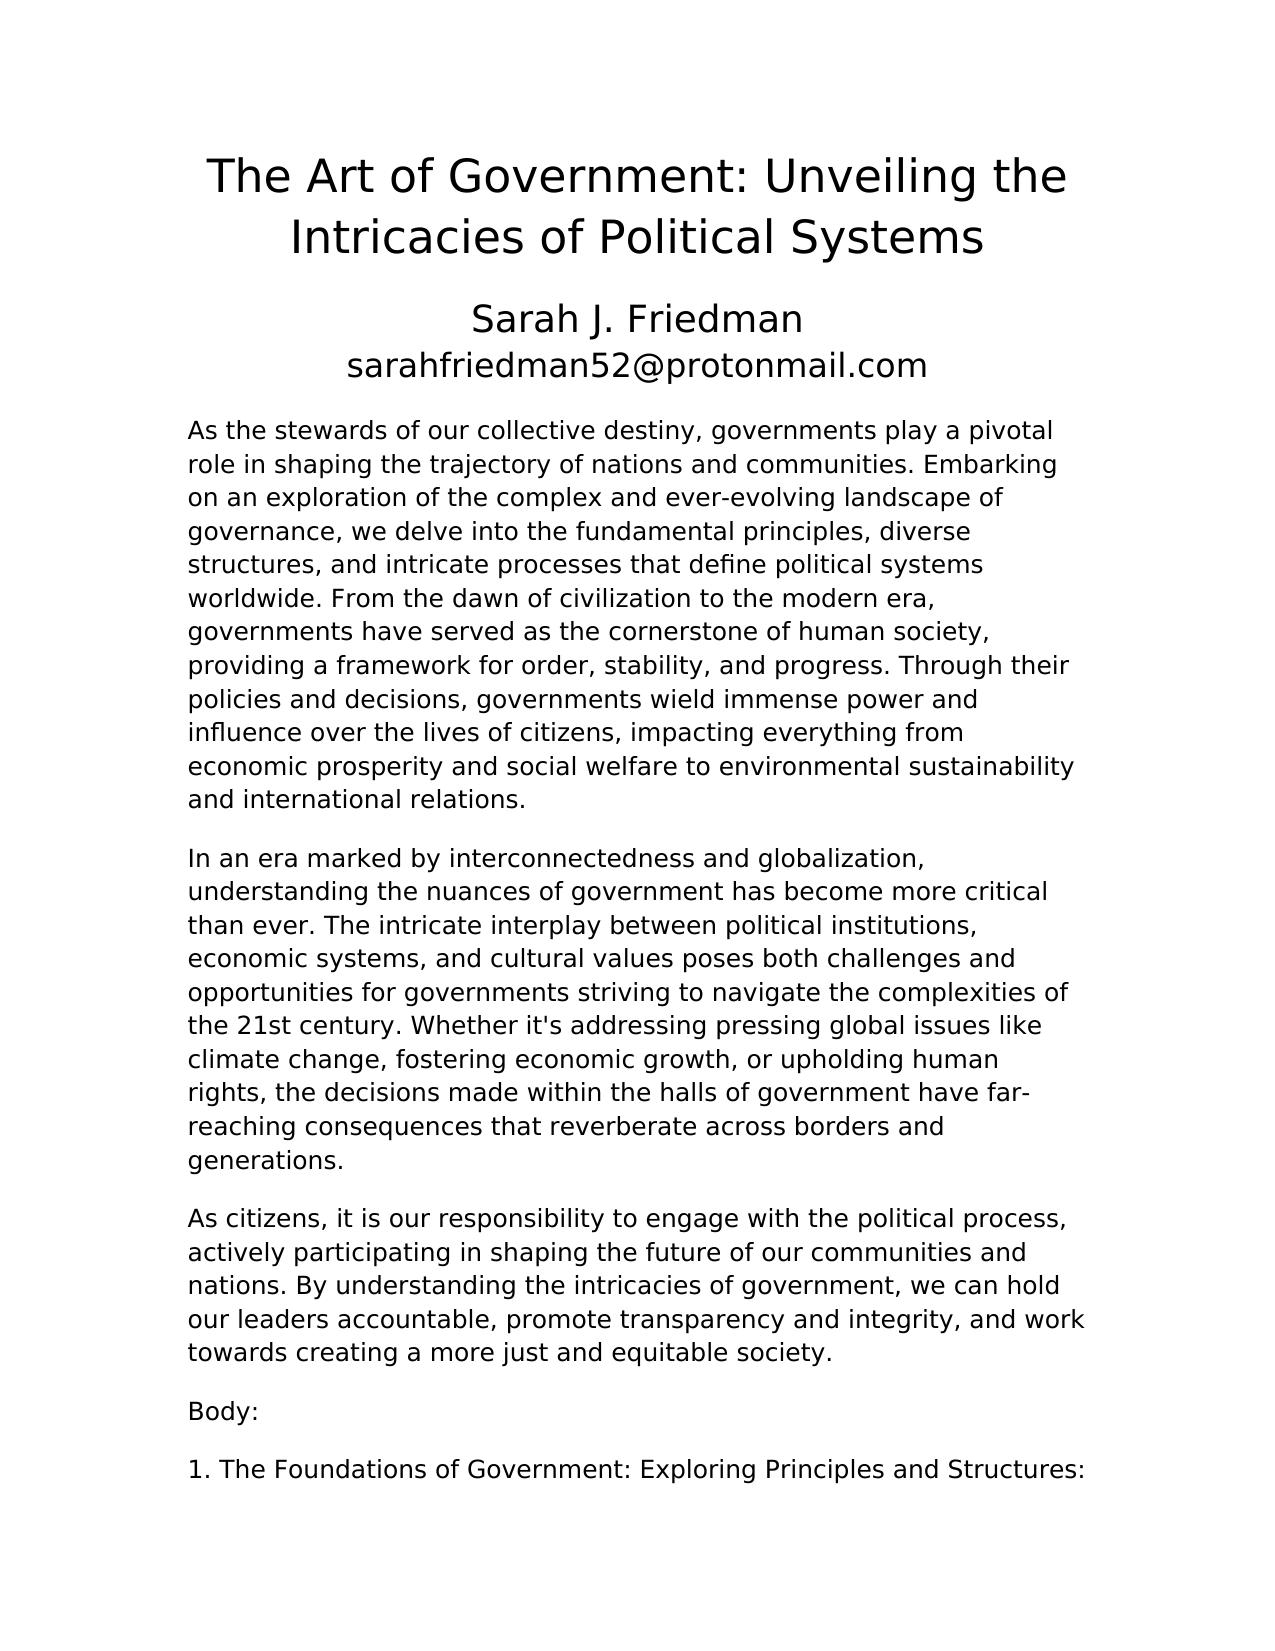 The Art of Government: Unveiling the
Intricacies of Political Systems
Sarah J. Friedman
sarahfriedman52@protonmail.com
As the stewards of our collective destiny, governments play a pivotal
role in shaping the trajectory of nations and communities. Embarking
on an exploration of the complex and ever-evolving landscape of
governance, we delve into the fundamental principles, diverse
structures, and intricate processes that define political systems
worldwide. From the dawn of civilization to the modern era,
governments have served as the cornerstone of human society,
providing a framework for order, stability, and progress. Through their
policies and decisions, governments wield immense power and
influence over the lives of citizens, impacting everything from
economic prosperity and social welfare to environmental sustainability
and international relations.
In an era marked by interconnectedness and globalization,
understanding the nuances of government has become more critical
than ever. The intricate interplay between political institutions,
economic systems, and cultural values poses both challenges and
opportunities for governments striving to navigate the complexities of
the 21st century. Whether it's addressing pressing global issues like
climate change, fostering economic growth, or upholding human
rights, the decisions made within the halls of government have far-
reaching consequences that reverberate across borders and
generations.
As citizens, it is our responsibility to engage with the political process,
actively participating in shaping the future of our communities and
nations. By understanding the intricacies of government, we can hold
our leaders accountable, promote transparency and integrity, and work
towards creating a more just and equitable society.
Body:
1. The Foundations of Government: Exploring Principles and Structures: